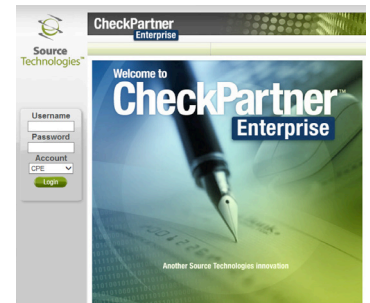 CheckPartner
Enterprise
Source
Technologies™
Username
Password
Account
CPE
Login
Welcome to
CheckPartner™
Enterprise
Another Source Technologies Innovation